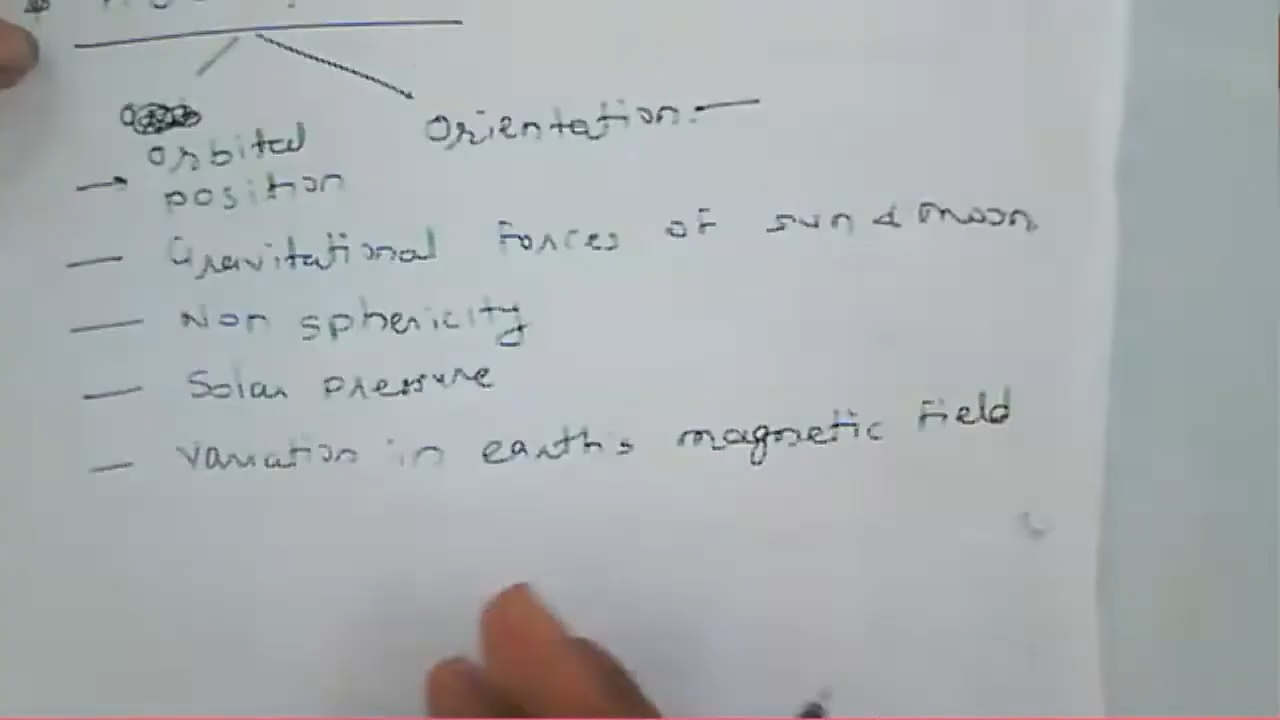 Orientation. —
Orbital
→ position
— Gravitational Forces of sun & moon
— Non sphericity
— Solar pressure
— variation in earth's magnetic Field